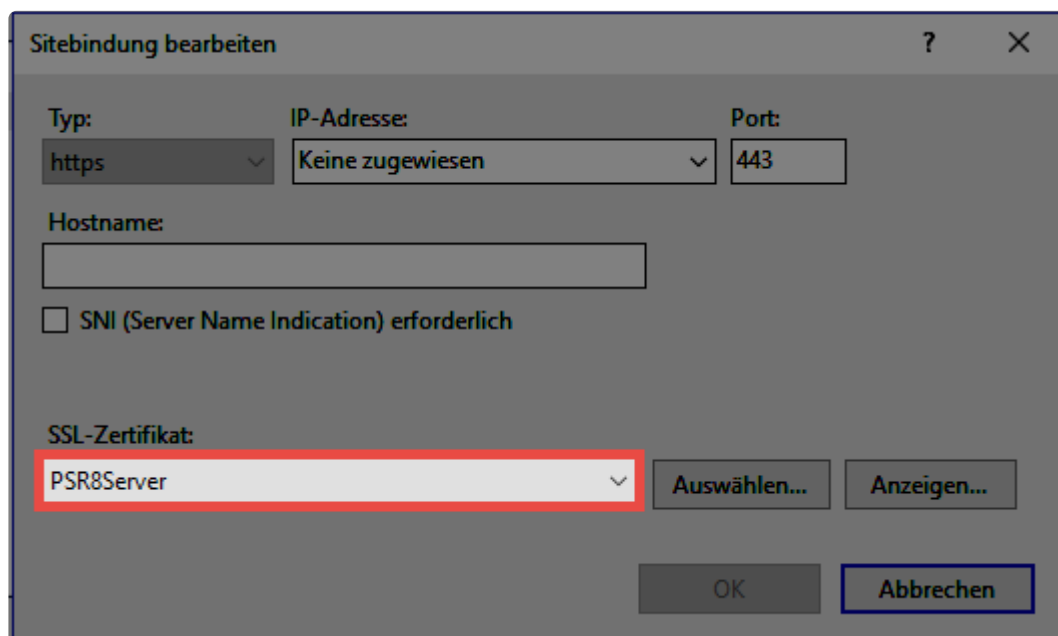 Sitebindung bearbeiten ?
Typ: IP-Adresse: Port:
https Keine zugewiesen 443
Hostname:
SNI (Server Name Indication) erforderlich
SSL-Zertifikat:
PSR8Server Auswählen... Anzeigen...
OK Abbrechen